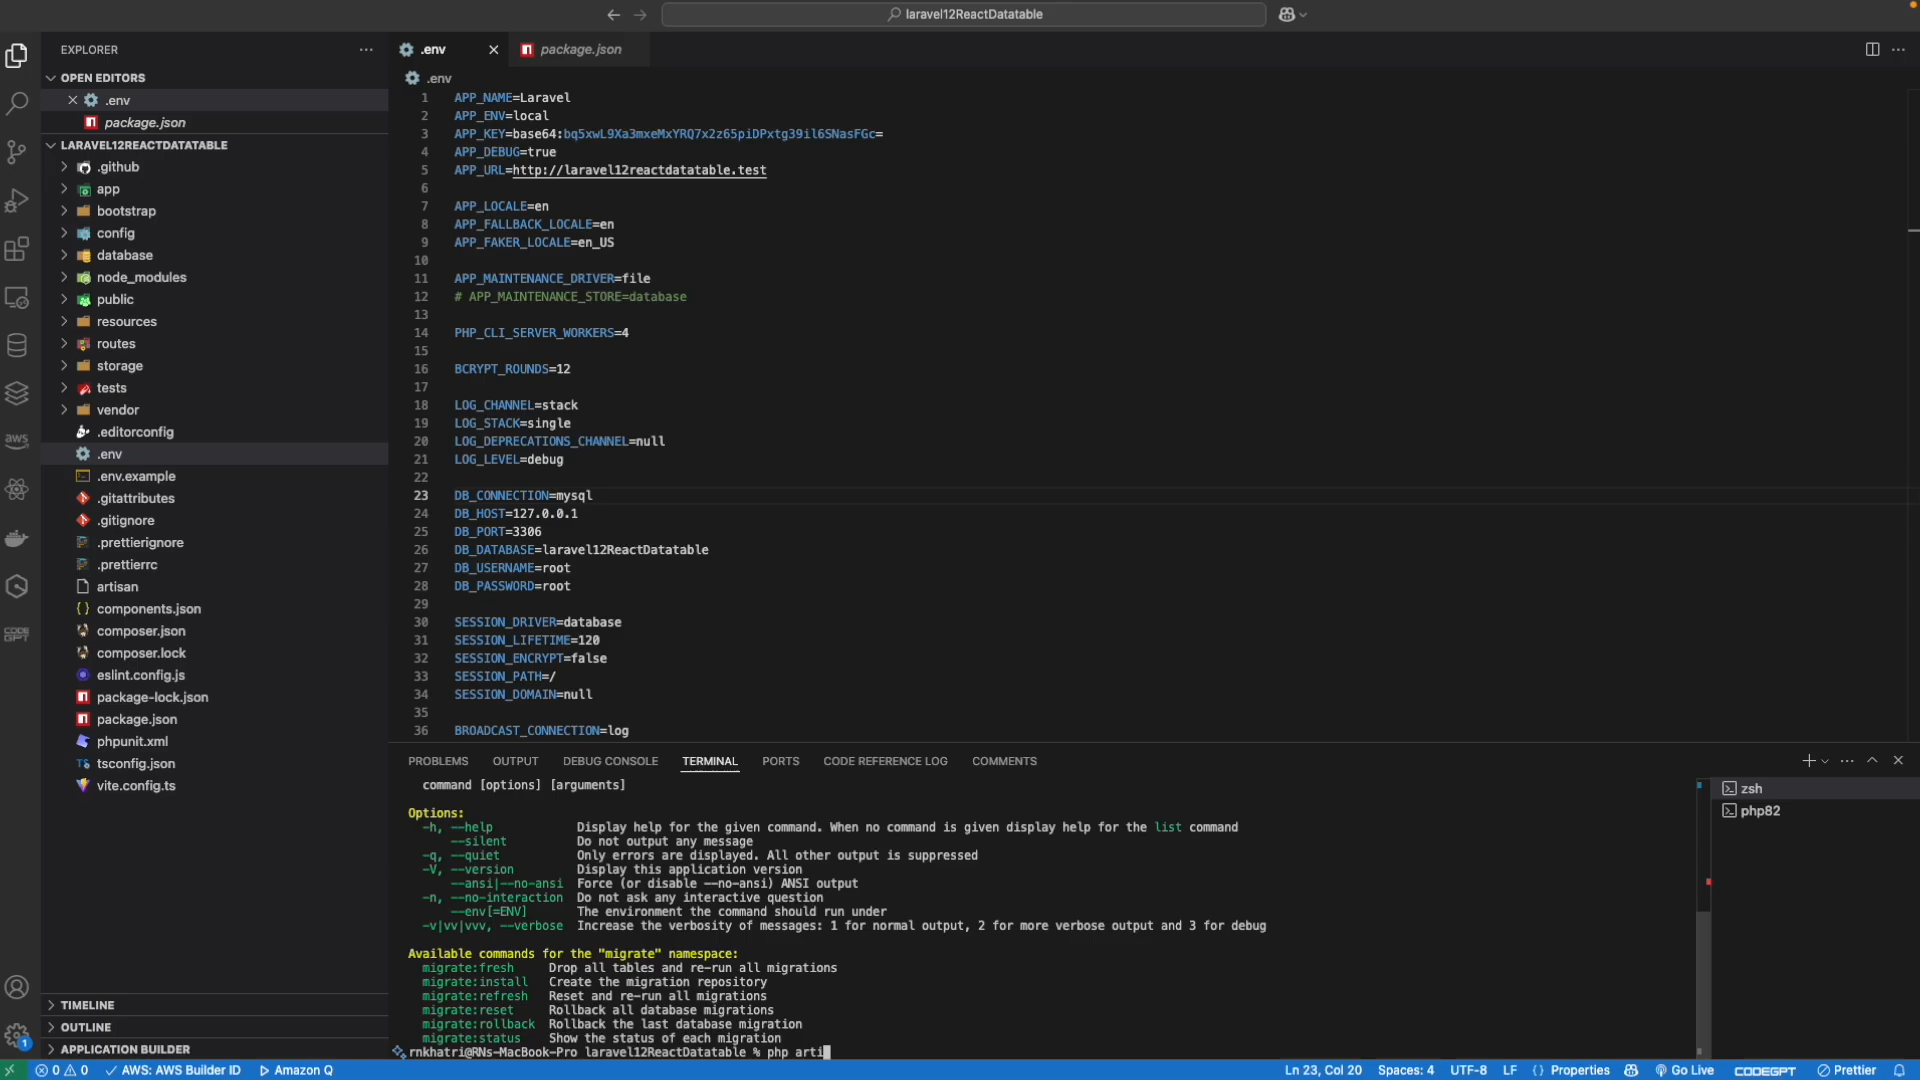 laravel12ReactDatatable
EXPLORER
OPEN EDITORS
.env
package.json
LARAVEL12REACTDATATABLE
.github
app
bootstrap
config
database
node_modules
public
resources
routes
storage
tests
vendor
.editorconfig
.env
.env.example
.gitattributes
.gitignore
.prettierignore
.prettierrc
artisan
components.json
composer.json
composer.lock
eslint.config.js
package-lock.json
package.json
phpunit.xml
tsconfig.json
vite.config.ts
TIMELINE
OUTLINE
APPLICATION BUILDER
aws
CODE GPT
1
.env
package.json
.env
1 APP_NAME=Laravel
2 APP_ENV=local
3 APP_KEY=base64:bq5xwL9Xa3mxeMxYRQ7x2z65piDPxtg39il6SNasFGc=
4 APP_DEBUG=true
5 APP_URL=http://laravel12reactdatatable.test
6
7 APP_LOCALE=en
8 APP_FALLBACK_LOCALE=en
9 APP_FAKER_LOCALE=en_US
10
11 APP_MAINTENANCE_DRIVER=file
12 # APP_MAINTENANCE_STORE=database
13
14 PHP_CLI_SERVER_WORKERS=4
15
16 BCRYPT_ROUNDS=12
17
18 LOG_CHANNEL=stack
19 LOG_STACK=single
20 LOG_DEPRECATIONS_CHANNEL=null
21 LOG_LEVEL=debug
22
23 DB_CONNECTION=mysql
24 DB_HOST=127.0.0.1
25 DB_PORT=3306
26 DB_DATABASE=laravel12ReactDatatable
27 DB_USERNAME=root
28 DB_PASSWORD=root
29
30 SESSION_DRIVER=database
31 SESSION_LIFETIME=120
32 SESSION_ENCRYPT=false
33 SESSION_PATH=/
34 SESSION_DOMAIN=null
35
36 BROADCAST_CONNECTION=log
PROBLEMS OUTPUT DEBUG CONSOLE TERMINAL PORTS CODE REFERENCE LOG COMMENTS
command [options] [arguments]
Options:
-h, --help Display help for the given command. When no command is given display help for the list command
--silent Do not output any message
-q, --quiet Only errors are displayed. All other output is suppressed
-V, --version Display this application version
--ansi|--no-ansi Force (or disable --no-ansi) ANSI output
-n, --no-interaction Do not ask any interactive question
--env[=ENV] The environment the command should run under
-v|vv|vvv, --verbose Increase the verbosity of messages: 1 for normal output, 2 for more verbose output and 3 for debug
Available commands for the "migrate" namespace:
migrate:fresh Drop all tables and re-run all migrations
migrate:install Create the migration repository
migrate:refresh Reset and re-run all migrations
migrate:reset Rollback all database migrations
migrate:rollback Rollback the last database migration
migrate:status Show the status of each migration
rnkhatri@RNs-MacBook-Pro laravel12ReactDatatable % php arti
zsh
php82
0 0 AWS: AWS Builder ID Amazon Q Ln 23, Col 20 Spaces: 4 UTF-8 LF Properties Go Live CODEGPT Prettier